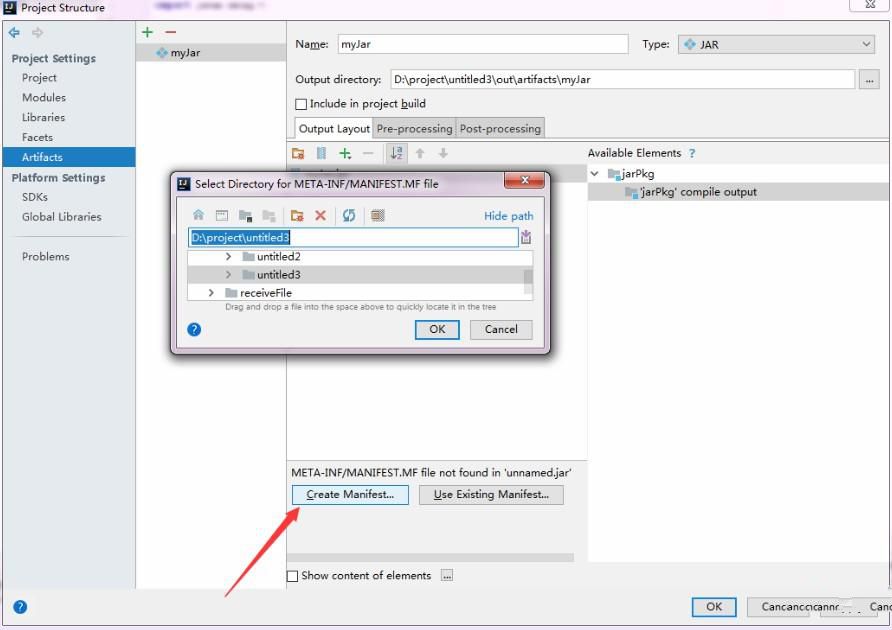 Project Structure
Project Settings
Project
Modules
Libraries
Facets
Artifacts
Platform Settings
SDKs
Global Libraries
Problems
myJar
Name: myJar
Type: JAR
Output directory: D:\project\untitled3\out\artifacts\myJar
Include in project build
Output Layout Pre-processing Post-processing
Available Elements ?
jarPkg
'jarPkg' compile output
Select Directory for META-INF/MANIFEST.MF file
Hide path
D:\project\untitled3
untitled2
untitled3
receiveFile
Drag and drop a file into the space above to quickly locate it in the tree
OK Cancel
META-INF/MANIFEST.MF file not found in 'unnamed.jar'
Create Manifest... Use Existing Manifest...
Show content of elements ...
OK